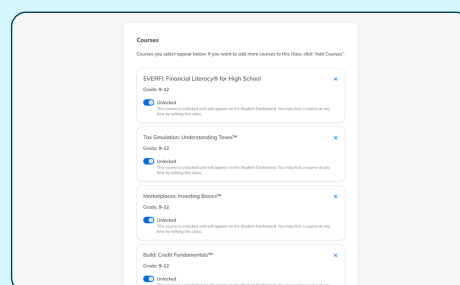 Courses
Courses you select appear below. If you want to add more courses to this class, click "Add Courses".
EVERFI: Financial Literacy® for High School
Grade: 9-12
Unlocked
This course is unlocked and will appear on the Student Dashboard. You may lock a course at any
time by editing this class.
Tax Simulation: Understanding Taxes™
Grade: 9-12
Unlocked
This course is unlocked and will appear on the Student Dashboard. You may lock a course at any
time by editing this class.
Marketplaces: Investing Basics™
Grade: 9-12
Unlocked
This course is unlocked and will appear on the Student Dashboard. You may lock a course at any
time by editing this class.
Build: Credit Fundamentals™
Grade: 9-12
Unlocked